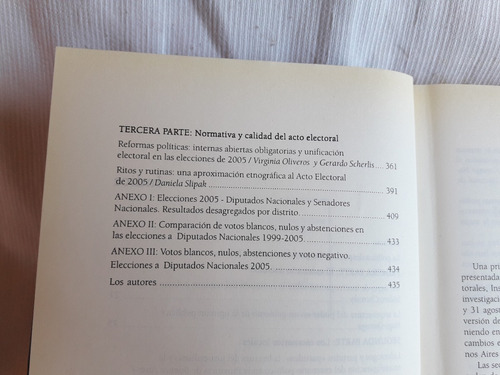 TERCERA PARTE: Normativa y calidad del acto electoral
Reformas políticas: internas abiertas obligatorias y unificación
electoral en las elecciones de 2005 / Virginia Oliveros y Gerardo Scherlis .... 361
Ritos y rutinas: una aproximación etnográfica al Acto Electoral
de 2005 / Daniela Slipak ..... 391
ANEXO I: Elecciones 2005 - Diputados Nacionales y Senadores
Nacionales. Resultados desagregados por distrito. ..... 409
ANEXO II: Comparación de votos blancos, nulos y abstenciones en
las elecciones a Diputados Nacionales 1999-2005. ..... 433
ANEXO III: Votos blancos, nulos, abstenciones y voto negativo.
Elecciones a Diputados Nacionales 2005. ..... 434
Los autores ..... 435
Una pri
presentada
torales, Ins
investigació
y 31 agost
versión de
niendo en
cambios e
nos Aires
Las sec